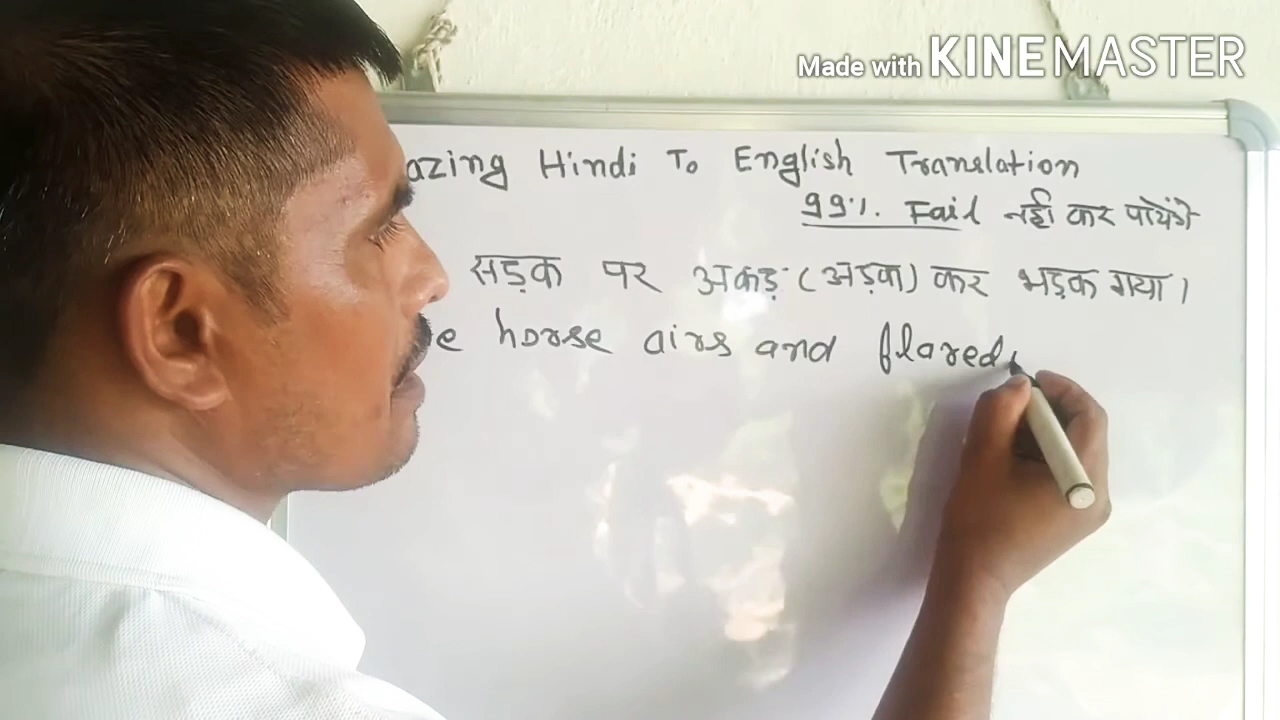 Made with KINEMASTER
azing Hindi To English Translation
99%. Fail नही कर पायेंगे
सड़क पर अकड़ (अड़क) कर भड़क गया।
e horse airs and flared